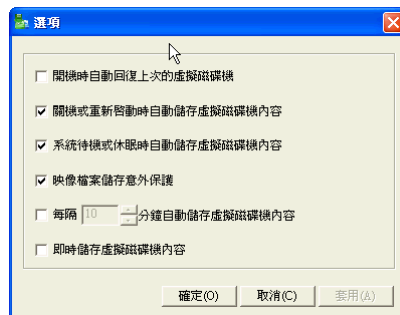 選項
開機時自動回復上次的虛擬磁碟機
關機或重新啓動時自動儲存虛擬磁碟機內容
系統待機或休眠時自動儲存虛擬磁碟機內容
映像檔案儲存意外保護
每隔 10 分鐘自動儲存虛擬磁碟機內容
即時儲存虛擬磁碟機內容
確定(O) 取消(C) 套用(A)